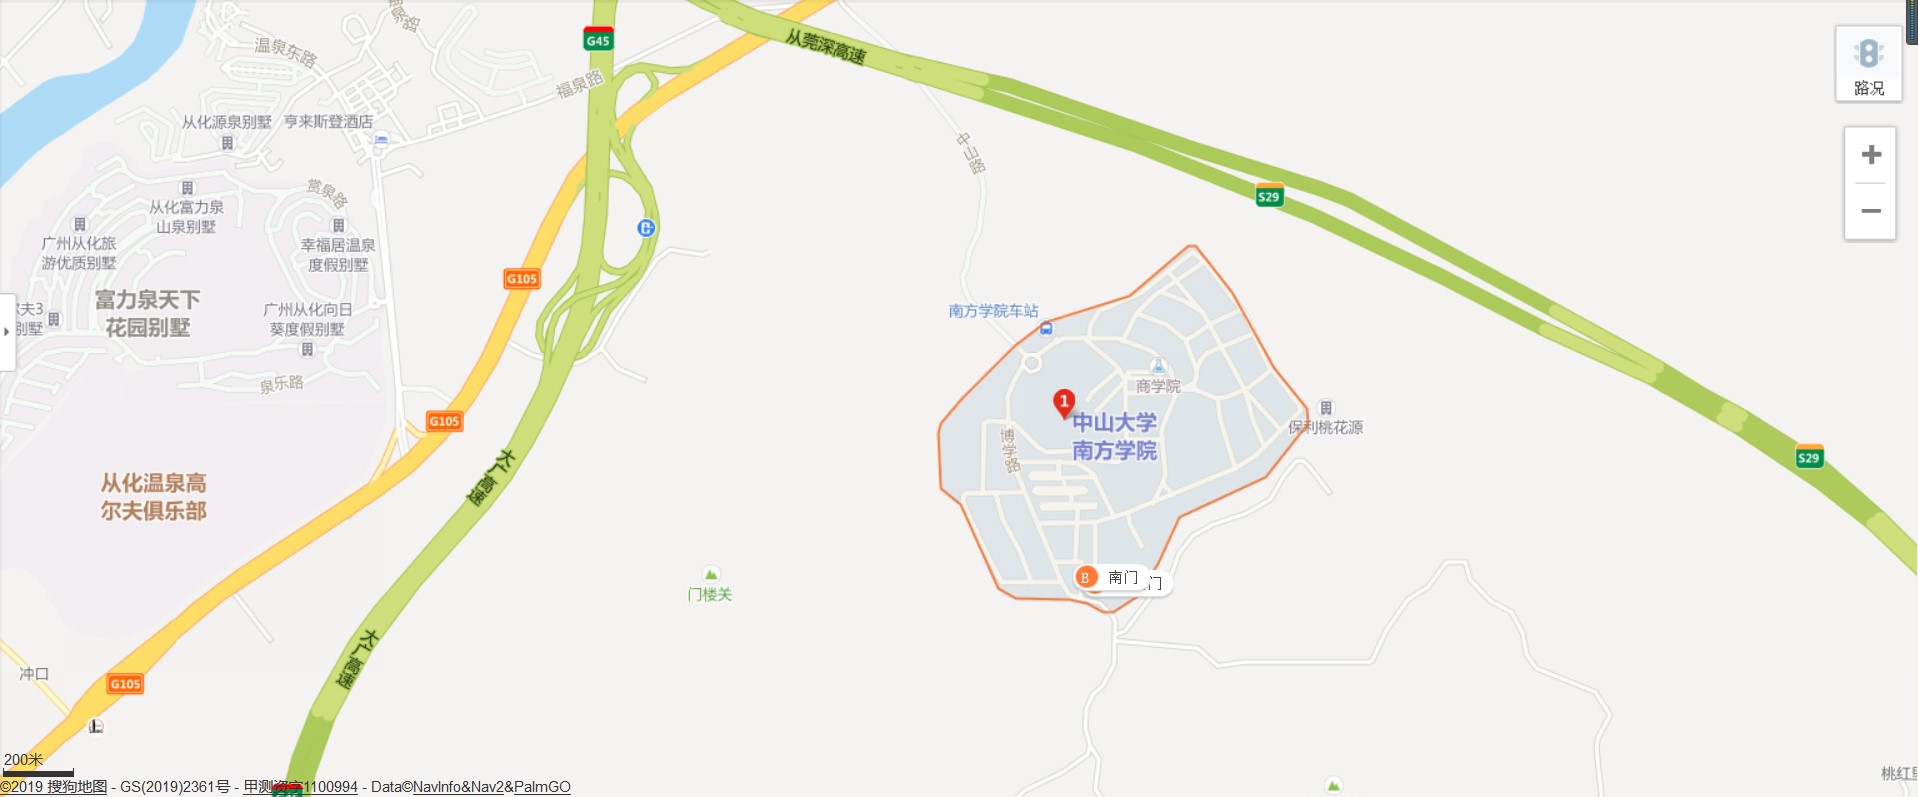 温泉东路
G45
从莞深高速
福泉路
路况
从化源泉别墅
亨来斯登酒店
中山路
赏泉路
从化富力泉
山泉别墅
S29
广州从化旅
游优质别墅
幸福居温泉
度假别墅
G105
富力泉天下
花园别墅
广州从化向日
葵度假别墅
尔夫3
别墅
南方学院车站
泉乐路
商学院
1
中山大学
南方学院
G105
保利桃花源
博学路
大广高速
S29
从化温泉高
尔夫俱乐部
门楼关
B 南门
门
大广高速
冲口
G105
200米
桃红
©2019 搜狗地图 - GS(2019)2361号 - 甲测资字1100994 - Data©NavInfo&Nav2&PalmGO